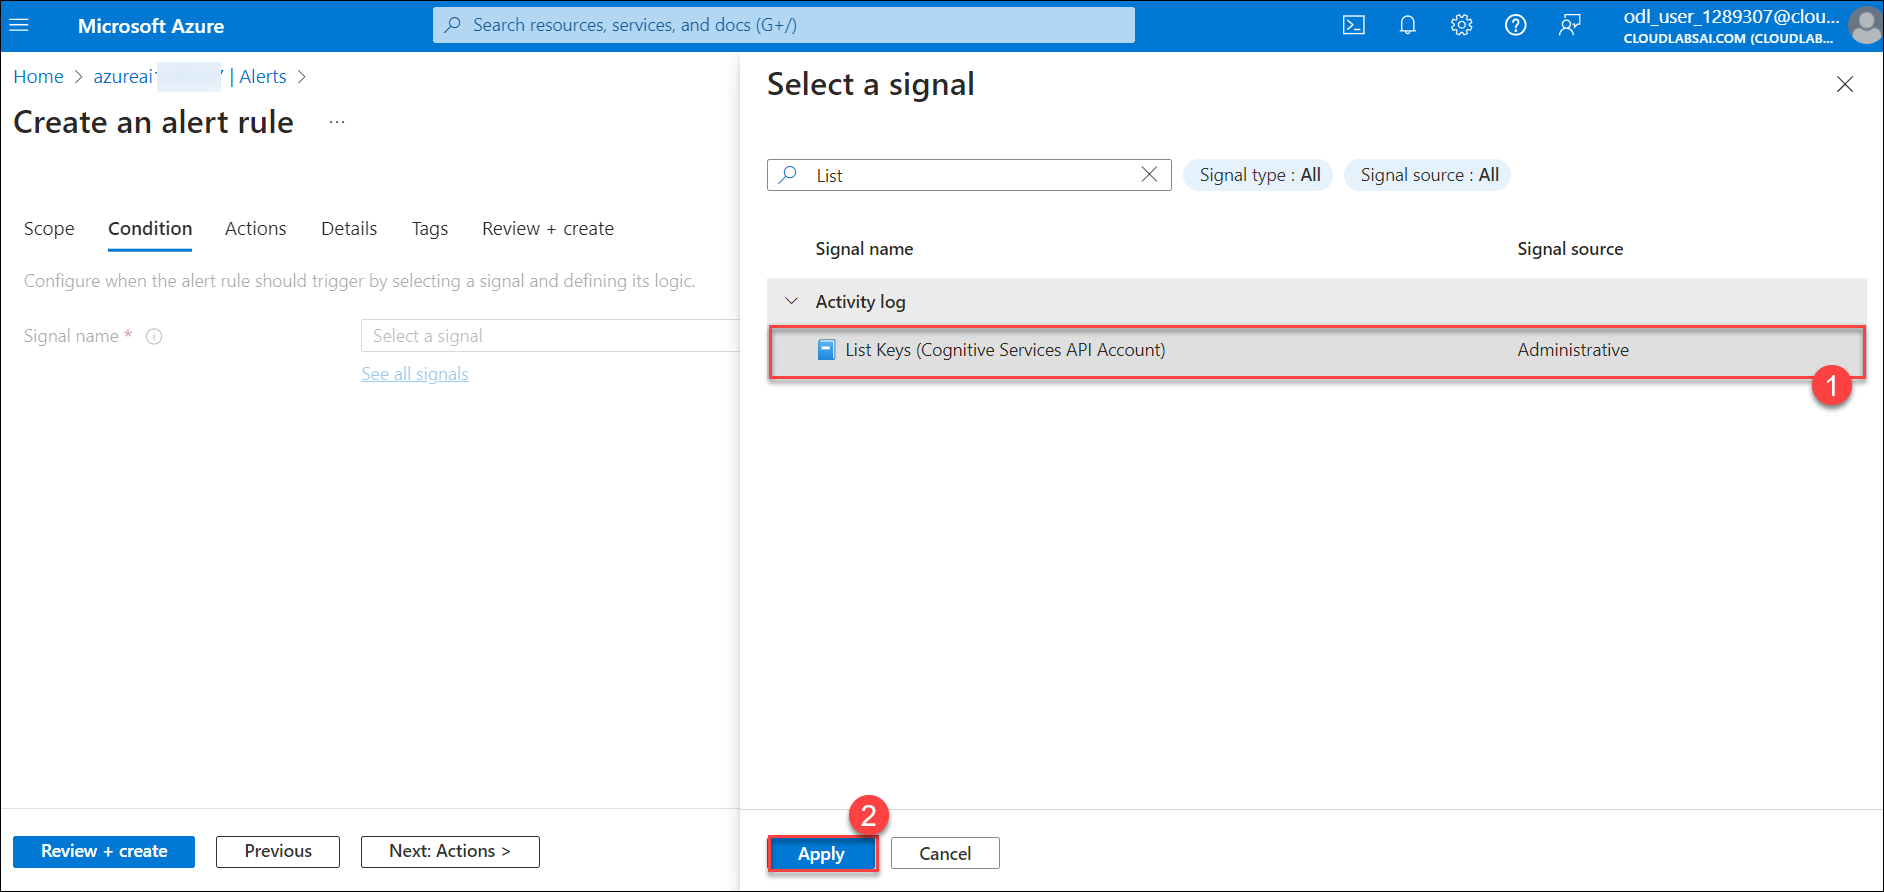 Microsoft Azure
Search resources, services, and docs (G+/)
odl_user_1289307@clou...
CLOUDLABSAI.COM (CLOUDLAB...
Home > azureai | Alerts >
Create an alert rule ...
Scope Condition Actions Details Tags Review + create
Configure when the alert rule should trigger by selecting a signal and defining its logic.
Signal name * Select a signal
See all signals
Review + create Previous Next: Actions >
Select a signal
List Signal type : All Signal source : All
Signal name Signal source
Activity log
List Keys (Cognitive Services API Account) Administrative
1
2
Apply Cancel